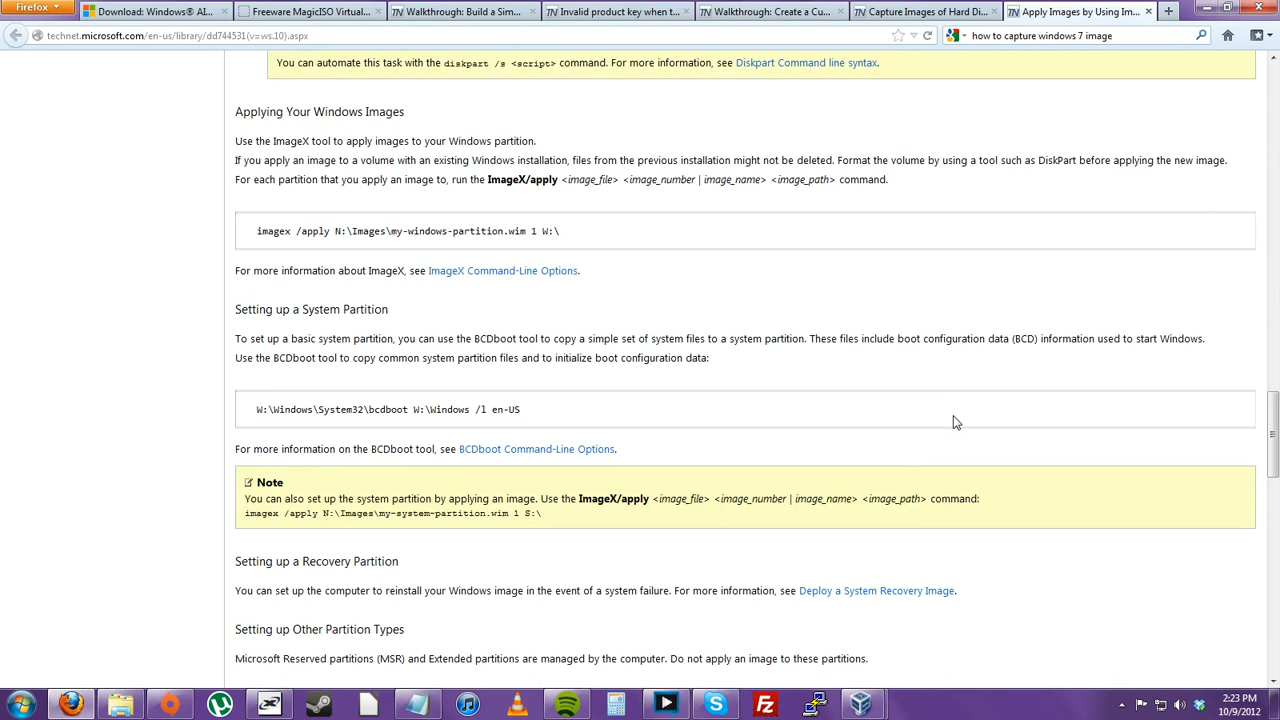 Firefox
Download: Windows® AI...
Freeware MagicISO Virtual...
Walkthrough: Build a Sim...
Invalid product key when t...
Walkthrough: Create a Cu...
Capture Images of Hard Di...
Apply Images by Using Im...
technet.microsoft.com/en-us/library/dd744531(v=ws.10).aspx
how to capture windows 7 image
You can automate this task with the diskpart /s <script> command. For more information, see Diskpart Command line syntax.
Applying Your Windows Images
Use the ImageX tool to apply images to your Windows partition.
If you apply an image to a volume with an existing Windows installation, files from the previous installation might not be deleted. Format the volume by using a tool such as DiskPart before applying the new image.
For each partition that you apply an image to, run the ImageX/apply <image_file> <image_number | image_name> <image_path> command.
imagex /apply N:\Images\my-windows-partition.wim 1 W:\
For more information about ImageX, see ImageX Command-Line Options.
Setting up a System Partition
To set up a basic system partition, you can use the BCDboot tool to copy a simple set of system files to a system partition. These files include boot configuration data (BCD) information used to start Windows.
Use the BCDboot tool to copy common system partition files and to initialize boot configuration data:
W:\Windows\System32\bcdboot W:\Windows /l en-US
For more information on the BCDboot tool, see BCDboot Command-Line Options.
Note
You can also set up the system partition by applying an image. Use the ImageX/apply <image_file> <image_number | image_name> <image_path> command:
imagex /apply N:\Images\my-system-partition.wim 1 S:\
Setting up a Recovery Partition
You can set up the computer to reinstall your Windows image in the event of a system failure. For more information, see Deploy a System Recovery Image.
Setting up Other Partition Types
Microsoft Reserved partitions (MSR) and Extended partitions are managed by the computer. Do not apply an image to these partitions.
2:23 PM
10/9/2012